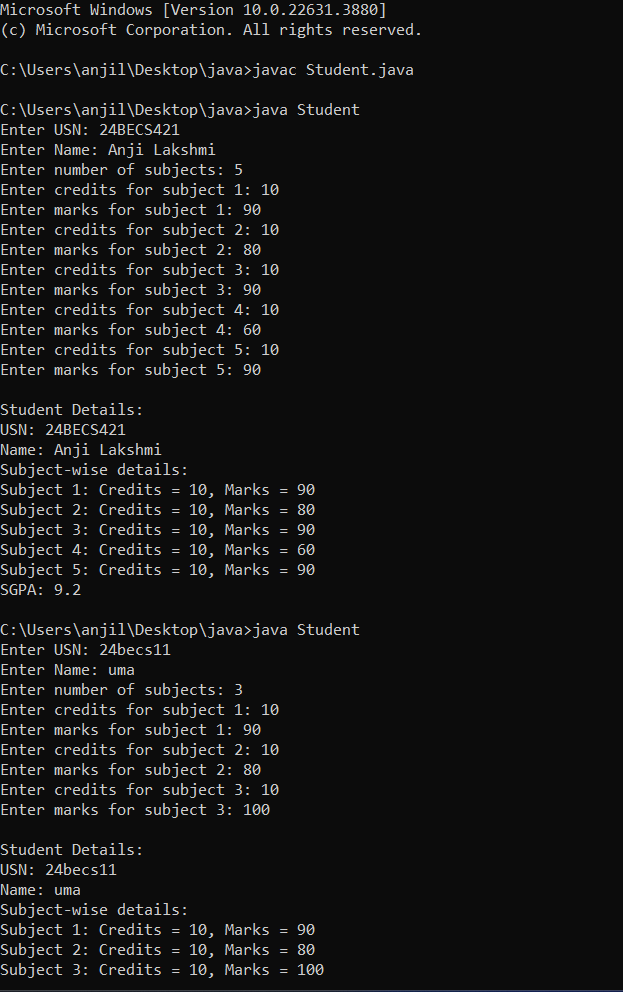 Microsoft Windows [Version 10.0.22631.3880]
(c) Microsoft Corporation. All rights reserved.
C:\Users\anjil\Desktop\java>javac Student.java
C:\Users\anjil\Desktop\java>java Student
Enter USN: 24BECS421
Enter Name: Anji Lakshmi
Enter number of subjects: 5
Enter credits for subject 1: 10
Enter marks for subject 1: 90
Enter credits for subject 2: 10
Enter marks for subject 2: 80
Enter credits for subject 3: 10
Enter marks for subject 3: 90
Enter credits for subject 4: 10
Enter marks for subject 4: 60
Enter credits for subject 5: 10
Enter marks for subject 5: 90
Student Details:
USN: 24BECS421
Name: Anji Lakshmi
Subject-wise details:
Subject 1: Credits = 10, Marks = 90
Subject 2: Credits = 10, Marks = 80
Subject 3: Credits = 10, Marks = 90
Subject 4: Credits = 10, Marks = 60
Subject 5: Credits = 10, Marks = 90
SGPA: 9.2
C:\Users\anjil\Desktop\java>java Student
Enter USN: 24becs11
Enter Name: uma
Enter number of subjects: 3
Enter credits for subject 1: 10
Enter marks for subject 1: 90
Enter credits for subject 2: 10
Enter marks for subject 2: 80
Enter credits for subject 3: 10
Enter marks for subject 3: 100
Student Details:
USN: 24becs11
Name: uma
Subject-wise details:
Subject 1: Credits = 10, Marks = 90
Subject 2: Credits = 10, Marks = 80
Subject 3: Credits = 10, Marks = 100